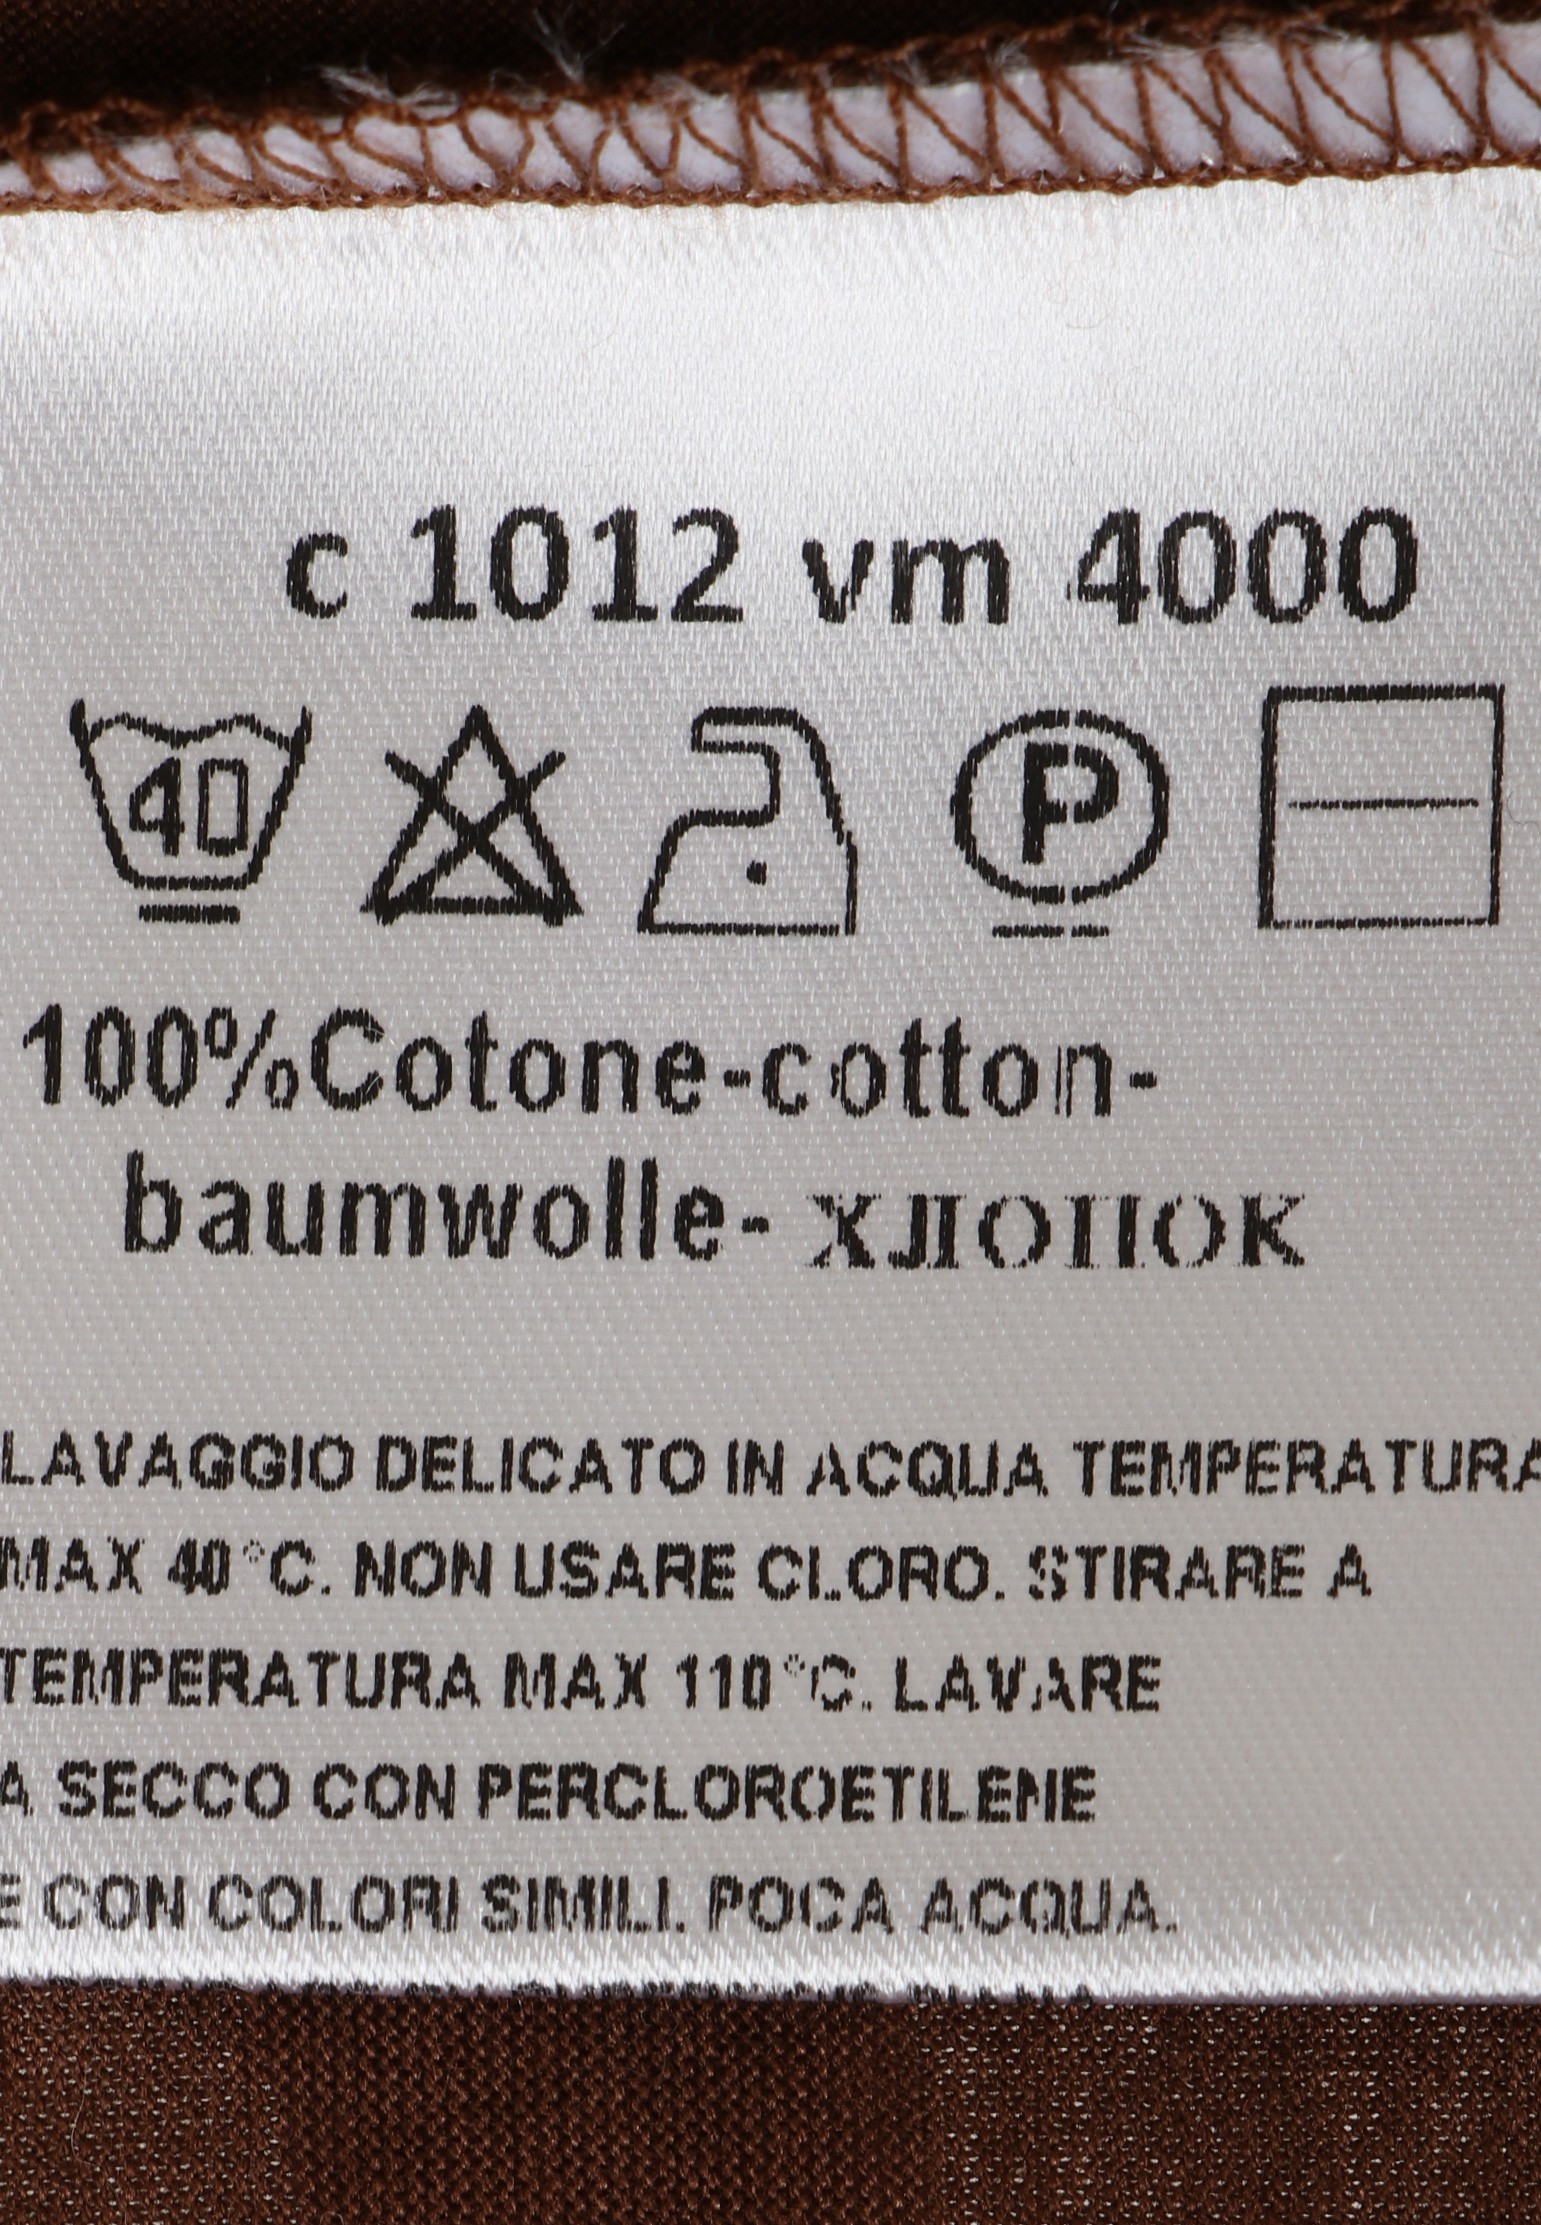 c 1012 vm 4000
40 P
100%Cotone-cotton-
baumwolle- хлопок
LAVAGGIO DELICATO IN ACQUA TEMPERATURA
MAX 40°C. NON USARE CLORO. STIRARE A
TEMPERATURA MAX 110°C. LAVARE
A SECCO CON PERCLOROETILENE
E CON COLORI SIMILI. POCA ACQUA.